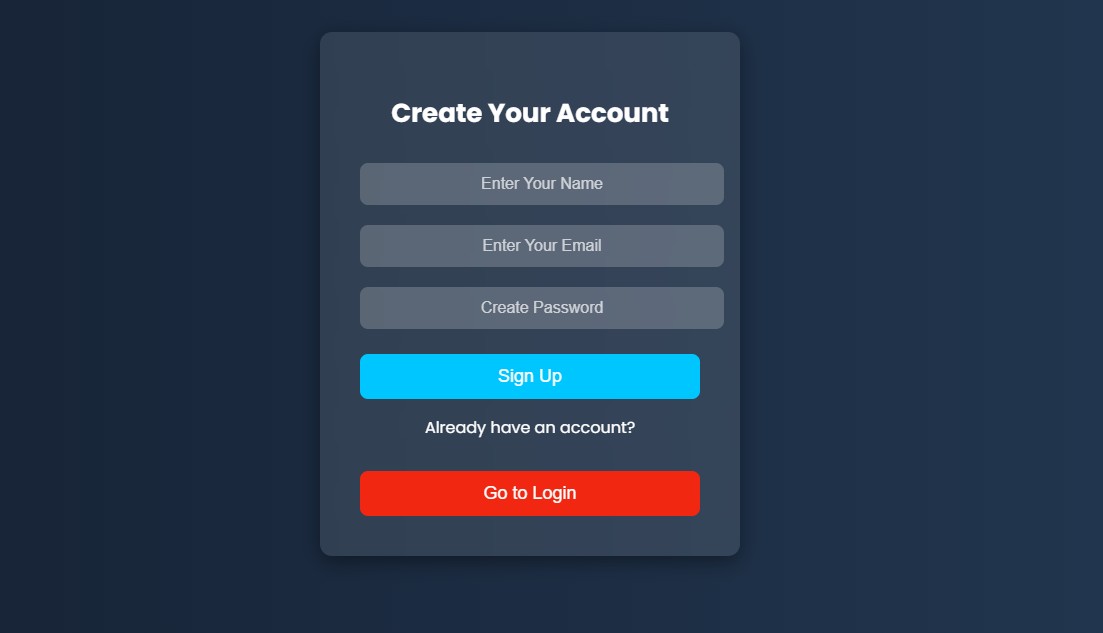 Create Your Account
Enter Your Name
Enter Your Email
Create Password
Sign Up
Already have an account?
Go to Login